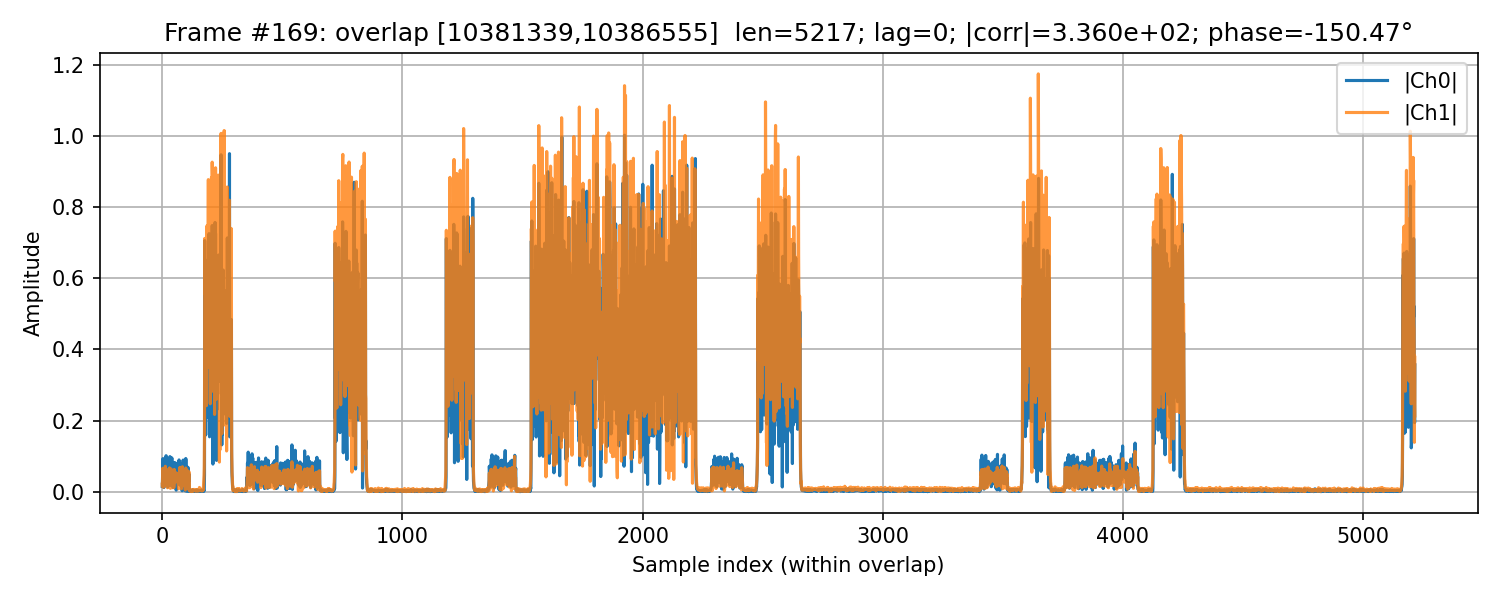 Frame #169: overlap [10381339,10386555]  len=5217; lag=0; |corr|=3.360e+02; phase=-150.47°
|Ch0|
|Ch1|
Amplitude
1.2
1.0
0.8
0.6
0.4
0.2
0.0
0 1000 2000 3000 4000 5000
Sample index (within overlap)